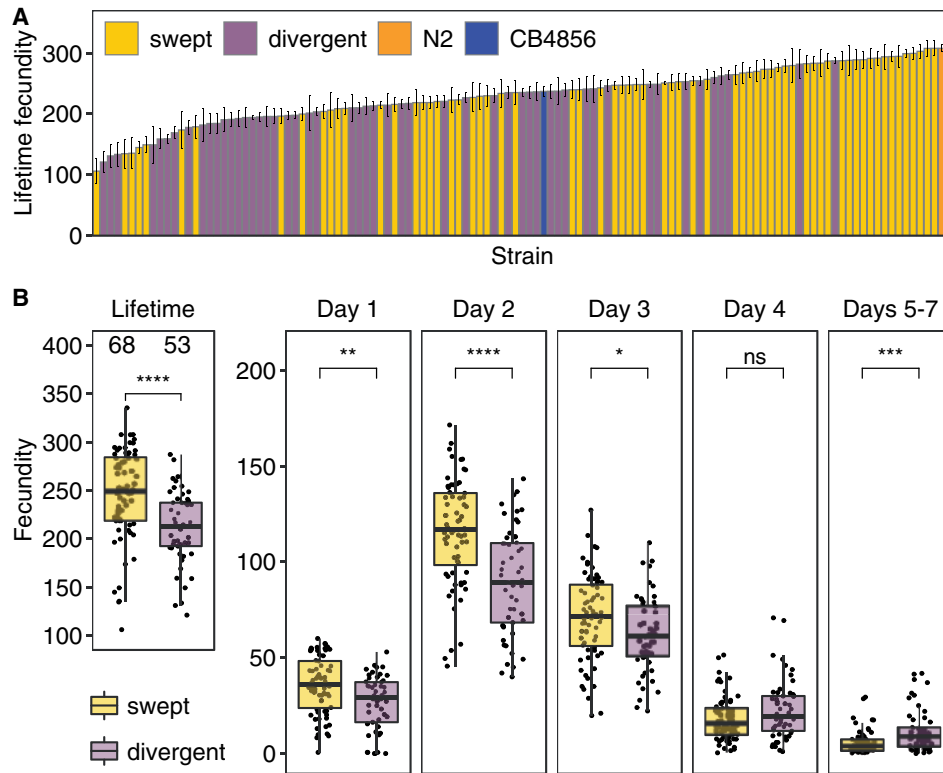 A
swept divergent N2 CB4856
Lifetime fecundity
300
200
100
0
Strain
B
Lifetime Day 1 Day 2 Day 3 Day 4 Days 5-7
Fecundity
400
350
300
250
200
150
100
68 53
****
200
150
100
50
0
** **** * ns ***
swept
divergent